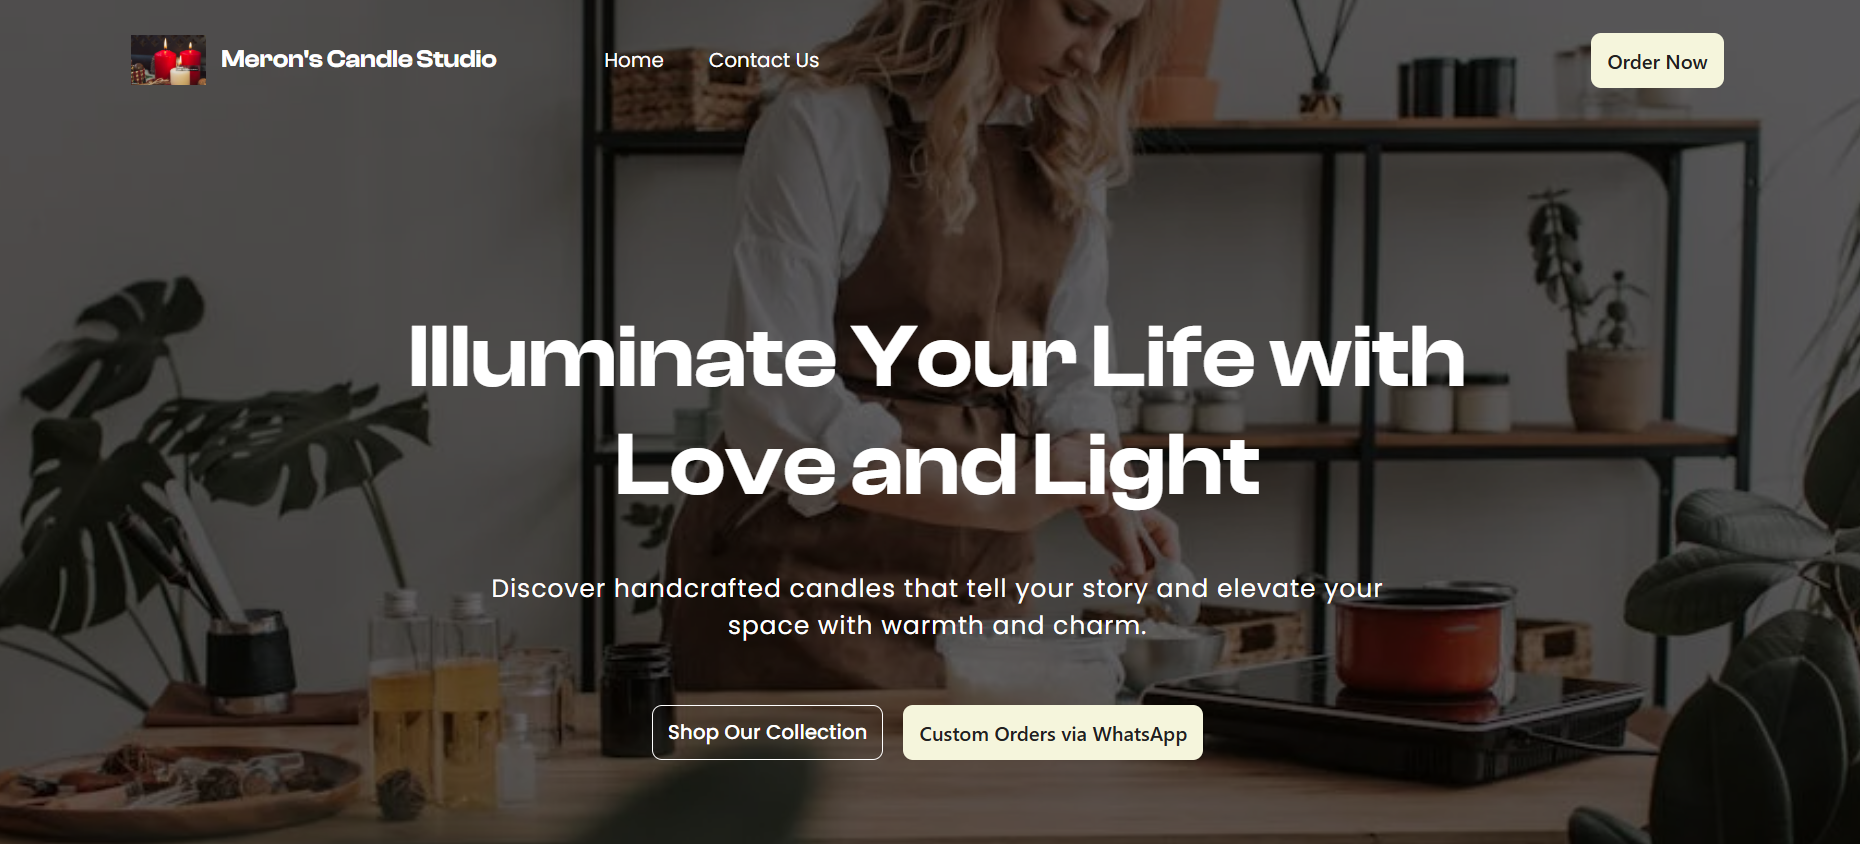 Meron's Candle Studio
Home
Contact Us
Order Now
Illuminate Your Life with
Love and Light
Discover handcrafted candles that tell your story and elevate your
space with warmth and charm.
Shop Our Collection
Custom Orders via WhatsApp